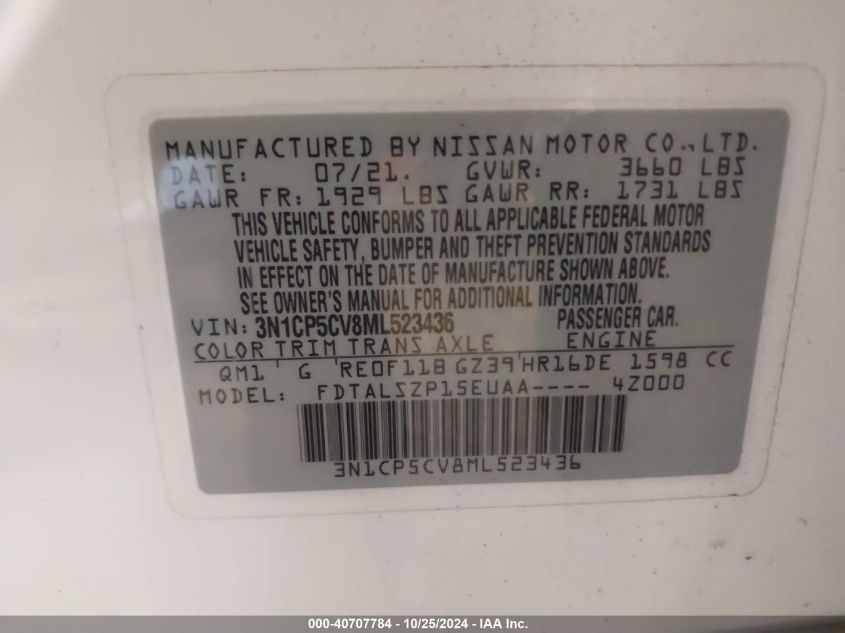 MANUFACTURED BY NISSAN MOTOR CO., LTD.
DATE: 07/21. GVWR: 3660 LBS
GAWR FR: 1929 LBS GAWR RR: 1731 LBS
THIS VEHICLE CONFORMS TO ALL APPLICABLE FEDERAL MOTOR
VEHICLE SAFETY, BUMPER AND THEFT PREVENTION STANDARDS
IN EFFECT ON THE DATE OF MANUFACTURE SHOWN ABOVE.
SEE OWNER'S MANUAL FOR ADDITIONAL INFORMATION.
VIN: 3N1CP5CV8ML523436 PASSENGER CAR.
COLOR TRIM TRANS AXLE ENGINE
QM1 G RE0F11B GZ39 HR16DE 1598 CC
MODEL: FDTALSZP15EUAA---- 4Z000
3N1CP5CV8ML523436
000-40707784 - 10/25/2024 - IAA Inc.